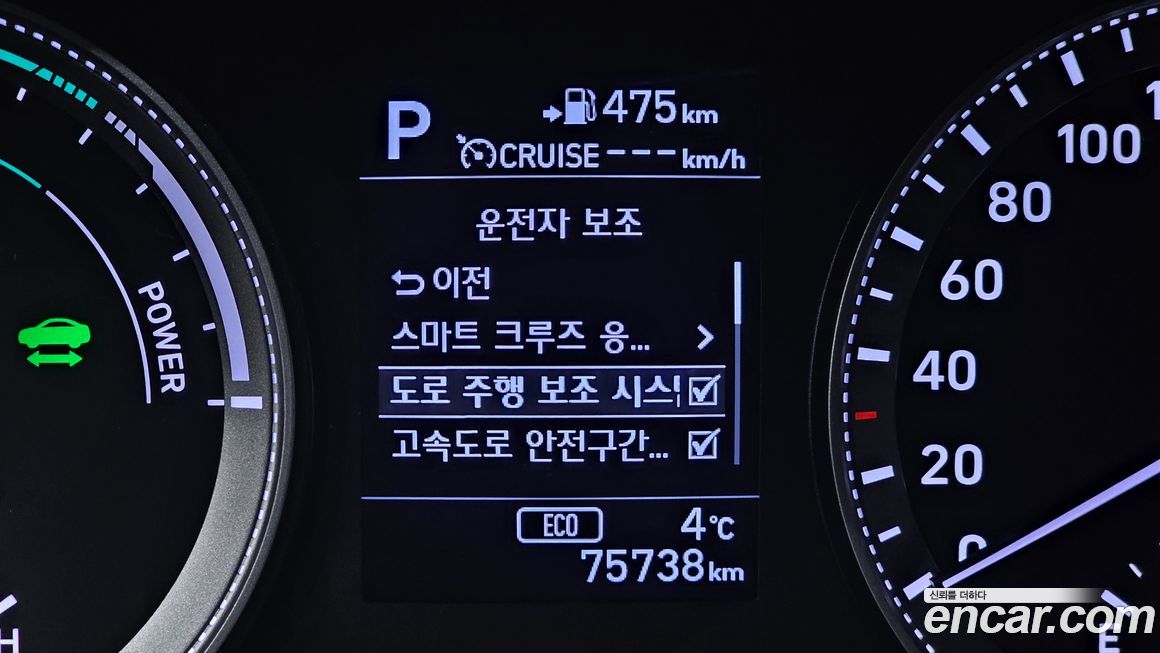 P
475km
CRUISE ---km/h
운전자 보조
이전
스마트 크루즈 응...
도로 주행 보조 시스
고속도로 안전구간...
ECO
4℃
75738km
POWER
100
80
60
40
20
0
E
신뢰를 더하다
encar.com